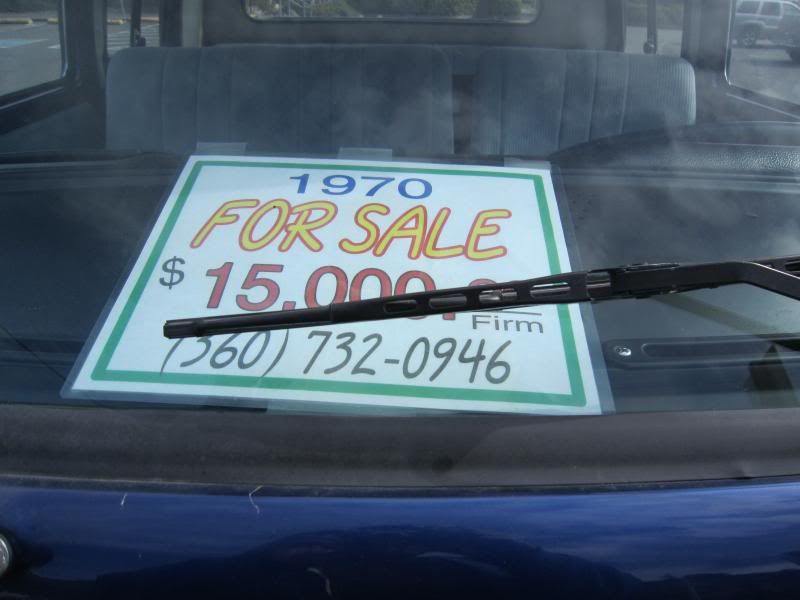 1970
FOR SALE
$ 15,000.
Firm
(360) 732-0946